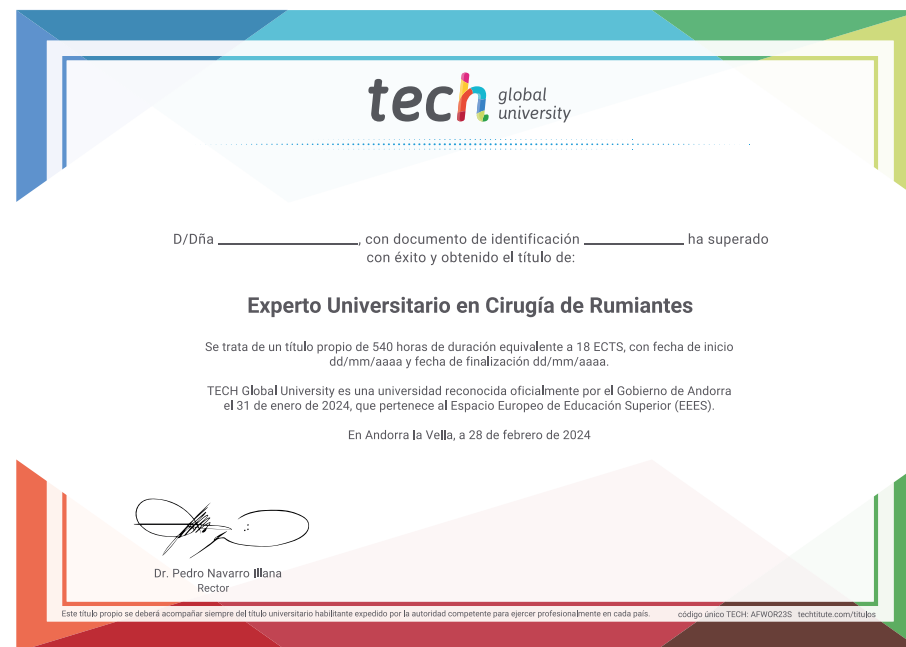 tech global university
D/Dña ______________, con documento de identificación __________ ha superado
con éxito y obtenido el título de:
Experto Universitario en Cirugía de Rumiantes
Se trata de un título propio de 540 horas de duración equivalente a 18 ECTS, con fecha de inicio
dd/mm/aaaa y fecha de finalización dd/mm/aaaa.
TECH Global University es una universidad reconocida oficialmente por el Gobierno de Andorra
el 31 de enero de 2024, que pertenece al Espacio Europeo de Educación Superior (EEES).
En Andorra la Vella, a 28 de febrero de 2024
Dr. Pedro Navarro Illana
Rector
Este título propio se deberá acompañar siempre del título universitario habilitante expedido por la autoridad competente para ejercer profesionalmente en cada país. código único TECH: AFWOR23S techtitute.com/titulos